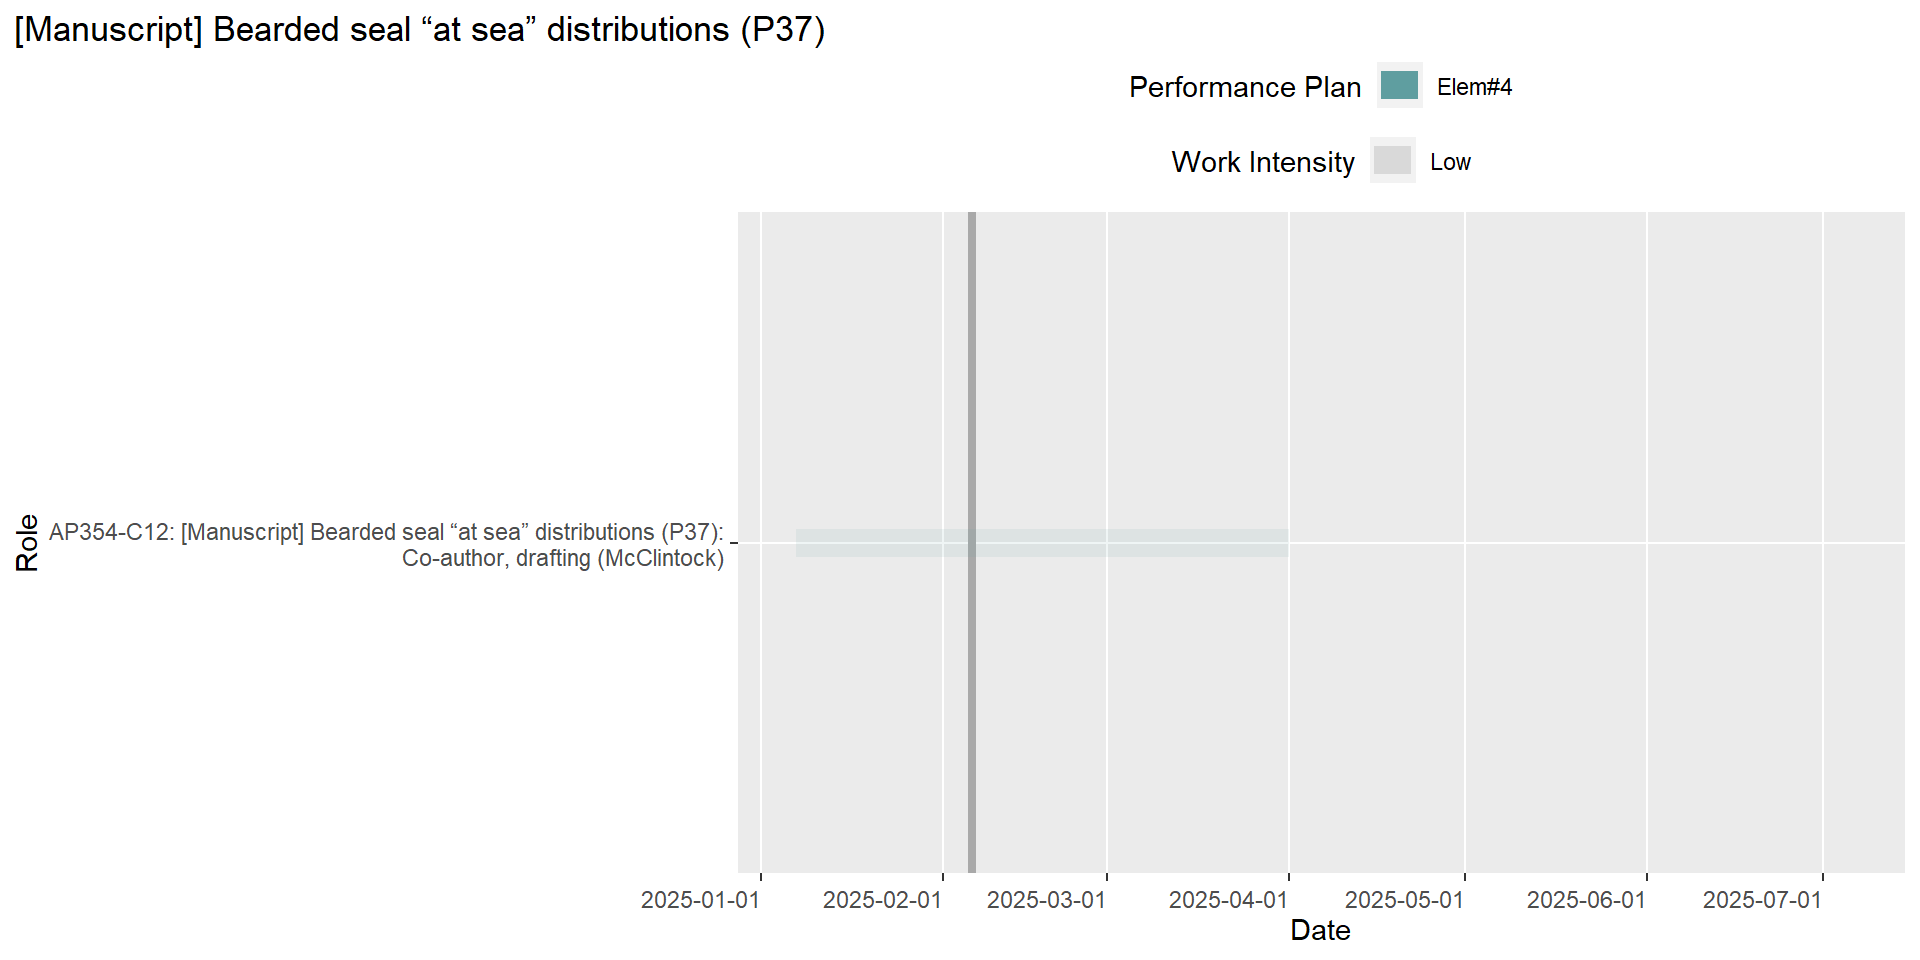 [Manuscript] Bearded seal “at sea” distributions (P37)
Performance Plan
Elem#4
Work Intensity
Low
Role
AP354-C12: [Manuscript] Bearded seal “at sea” distributions (P37):
Co-author, drafting (McClintock)
2025-01-01
2025-02-01
2025-03-01
2025-04-01
2025-05-01
2025-06-01
2025-07-01
Date